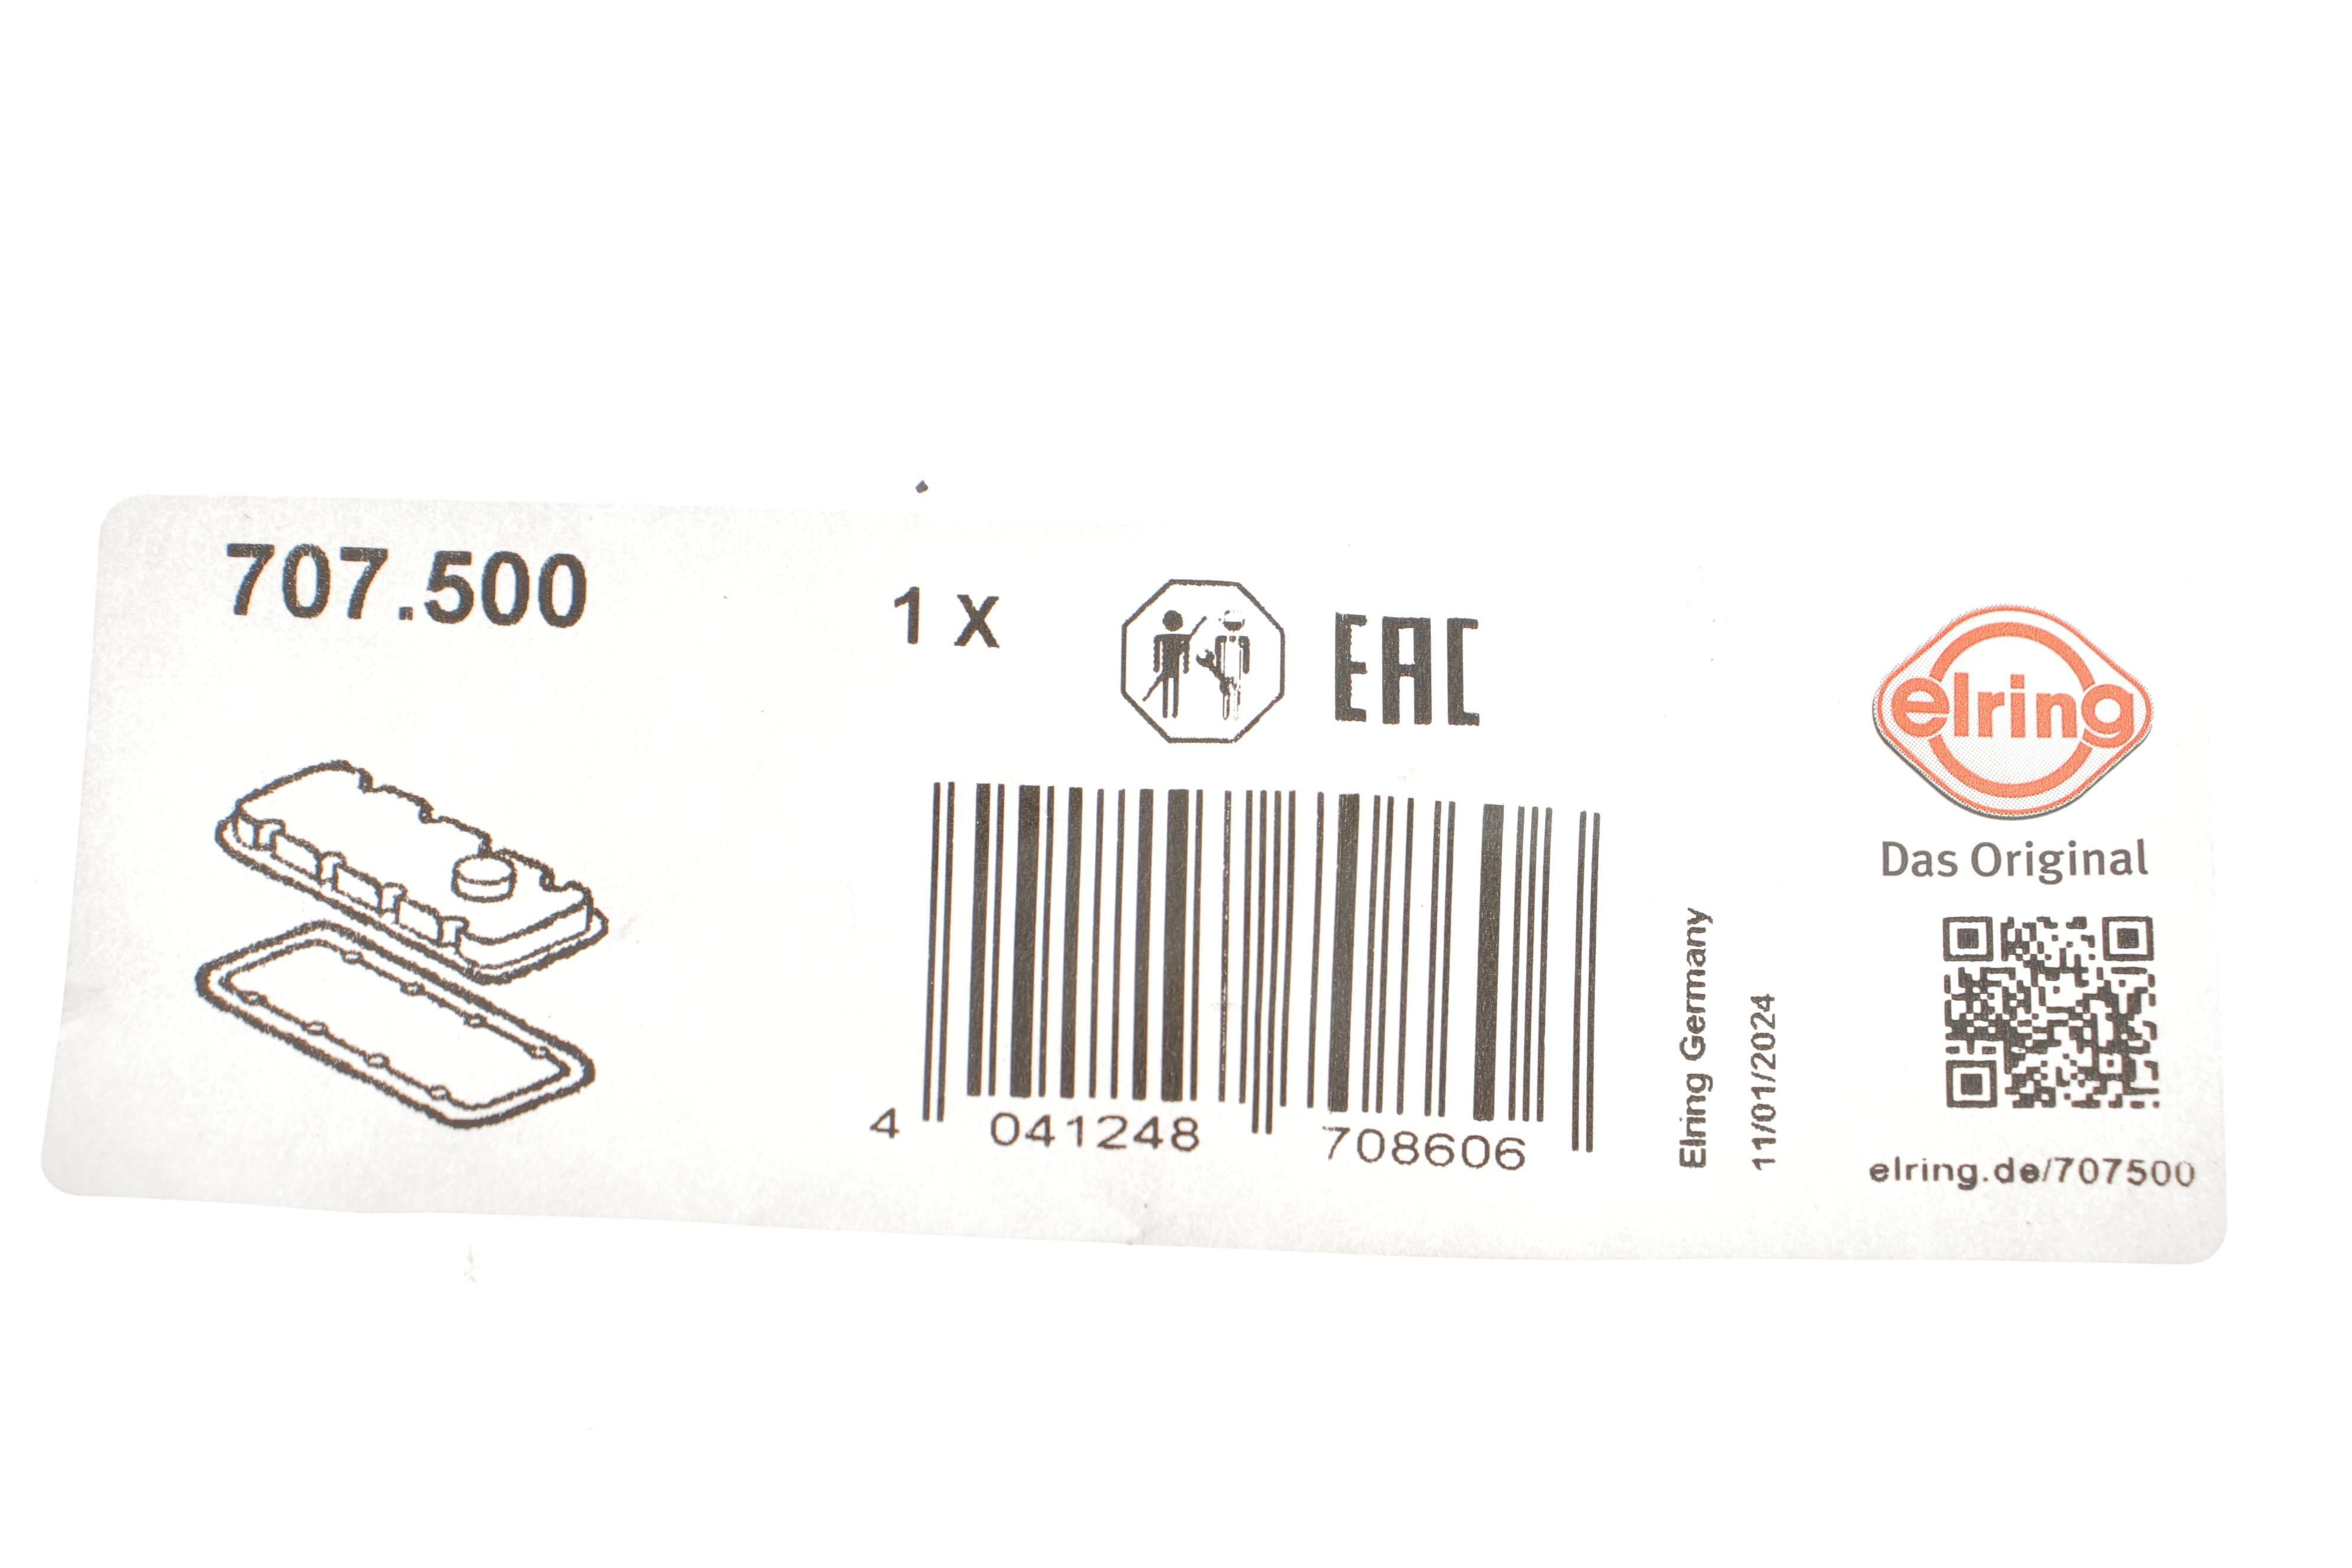 707.500
1 X
EAC
elring
Das Original
4 041248 708606
Elring Germany
11/01/2024
elring.de/707500